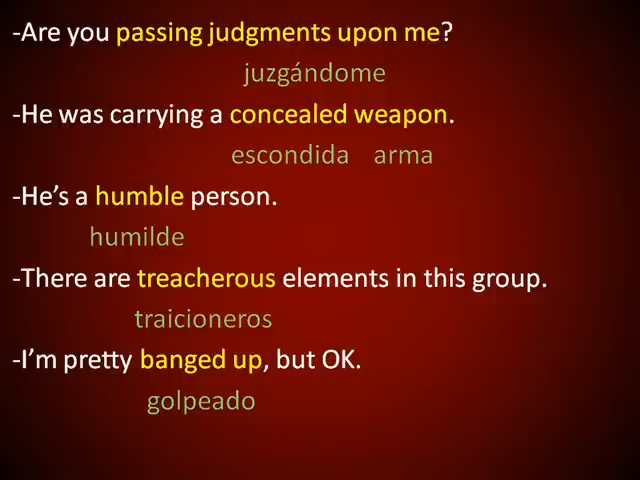 -Are you passing judgments upon me?
juzgándome
-He was carrying a concealed weapon.
escondida arma
-He's a humble person.
humilde
-There are treacherous elements in this group.
traicioneros
-I'm pretty banged up, but OK.
golpeado